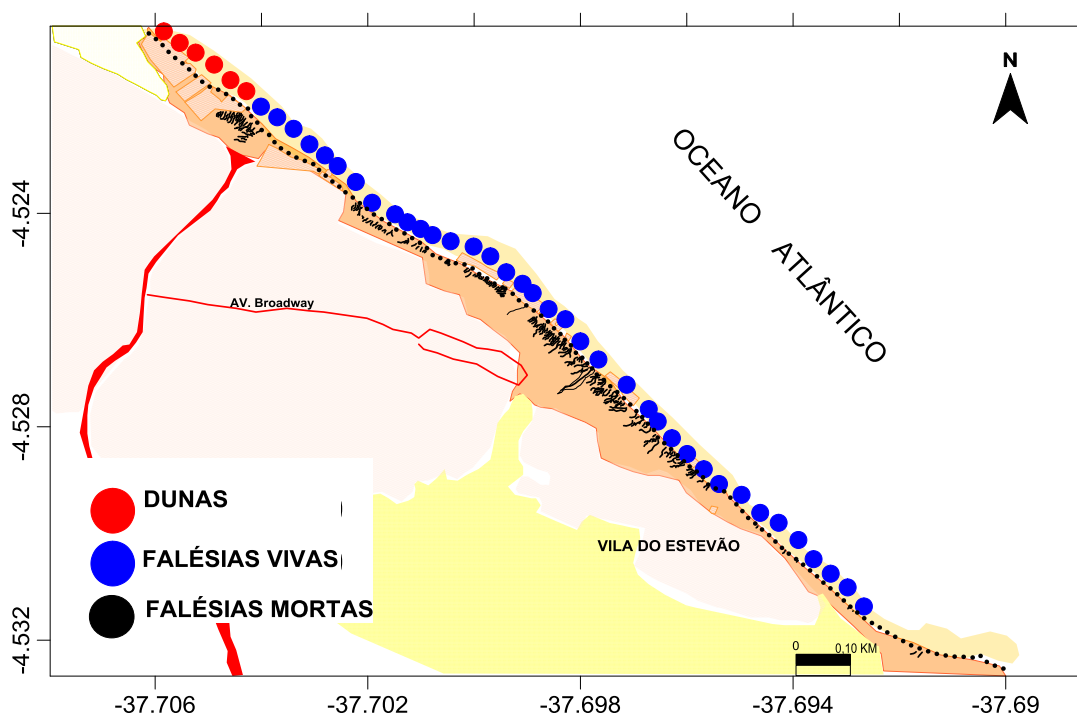 N
OCEANO ATLÂNTICO
-4.524
AV. Broadway
-4.528
DUNAS
FALÉSIAS VIVAS
FALÉSIAS MORTAS
VILA DO ESTEVÃO
-4.532
0 0,10 KM
-37.706 -37.702 -37.698 -37.694 -37.69